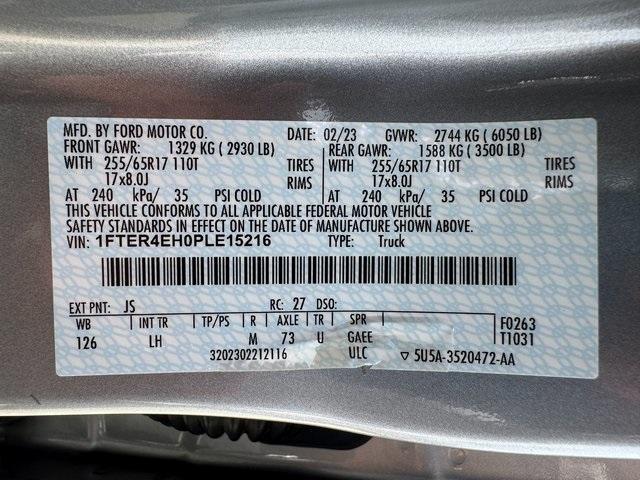 MFD. BY FORD MOTOR CO. DATE: 02/23 GVWR: 2744 KG ( 6050 LB)
FRONT GAWR: 1329 KG ( 2930 LB) REAR GAWR: 1588 KG ( 3500 LB)
WITH 255/65R17 110T TIRES WITH 255/65R17 110T TIRES
17x8.0J RIMS 17x8.0J RIMS
AT 240 kPa/ 35 PSI COLD AT 240 kPa/ 35 PSI COLD
THIS VEHICLE CONFORMS TO ALL APPLICABLE FEDERAL MOTOR VEHICLE
SAFETY STANDARDS IN EFFECT ON THE DATE OF MANUFACTURE SHOWN ABOVE.
VIN: 1FTER4EH0PLE15216 TYPE: Truck
EXT PNT: JS RC: 27 DSO:
WB INT TR TP/PS R AXLE TR SPR F0263
126 LH M 73 U GAEE T1031
3202302212116 ULC ▽ 5U5A-3520472-AA